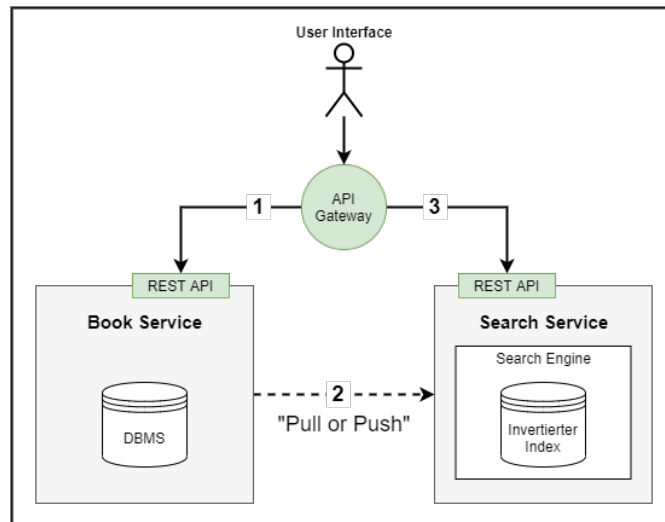 User Interface
API
Gateway
1
3
REST API
REST API
Book Service
Search Service
Search Engine
DBMS
Invertierter
Index
2
"Pull or Push"